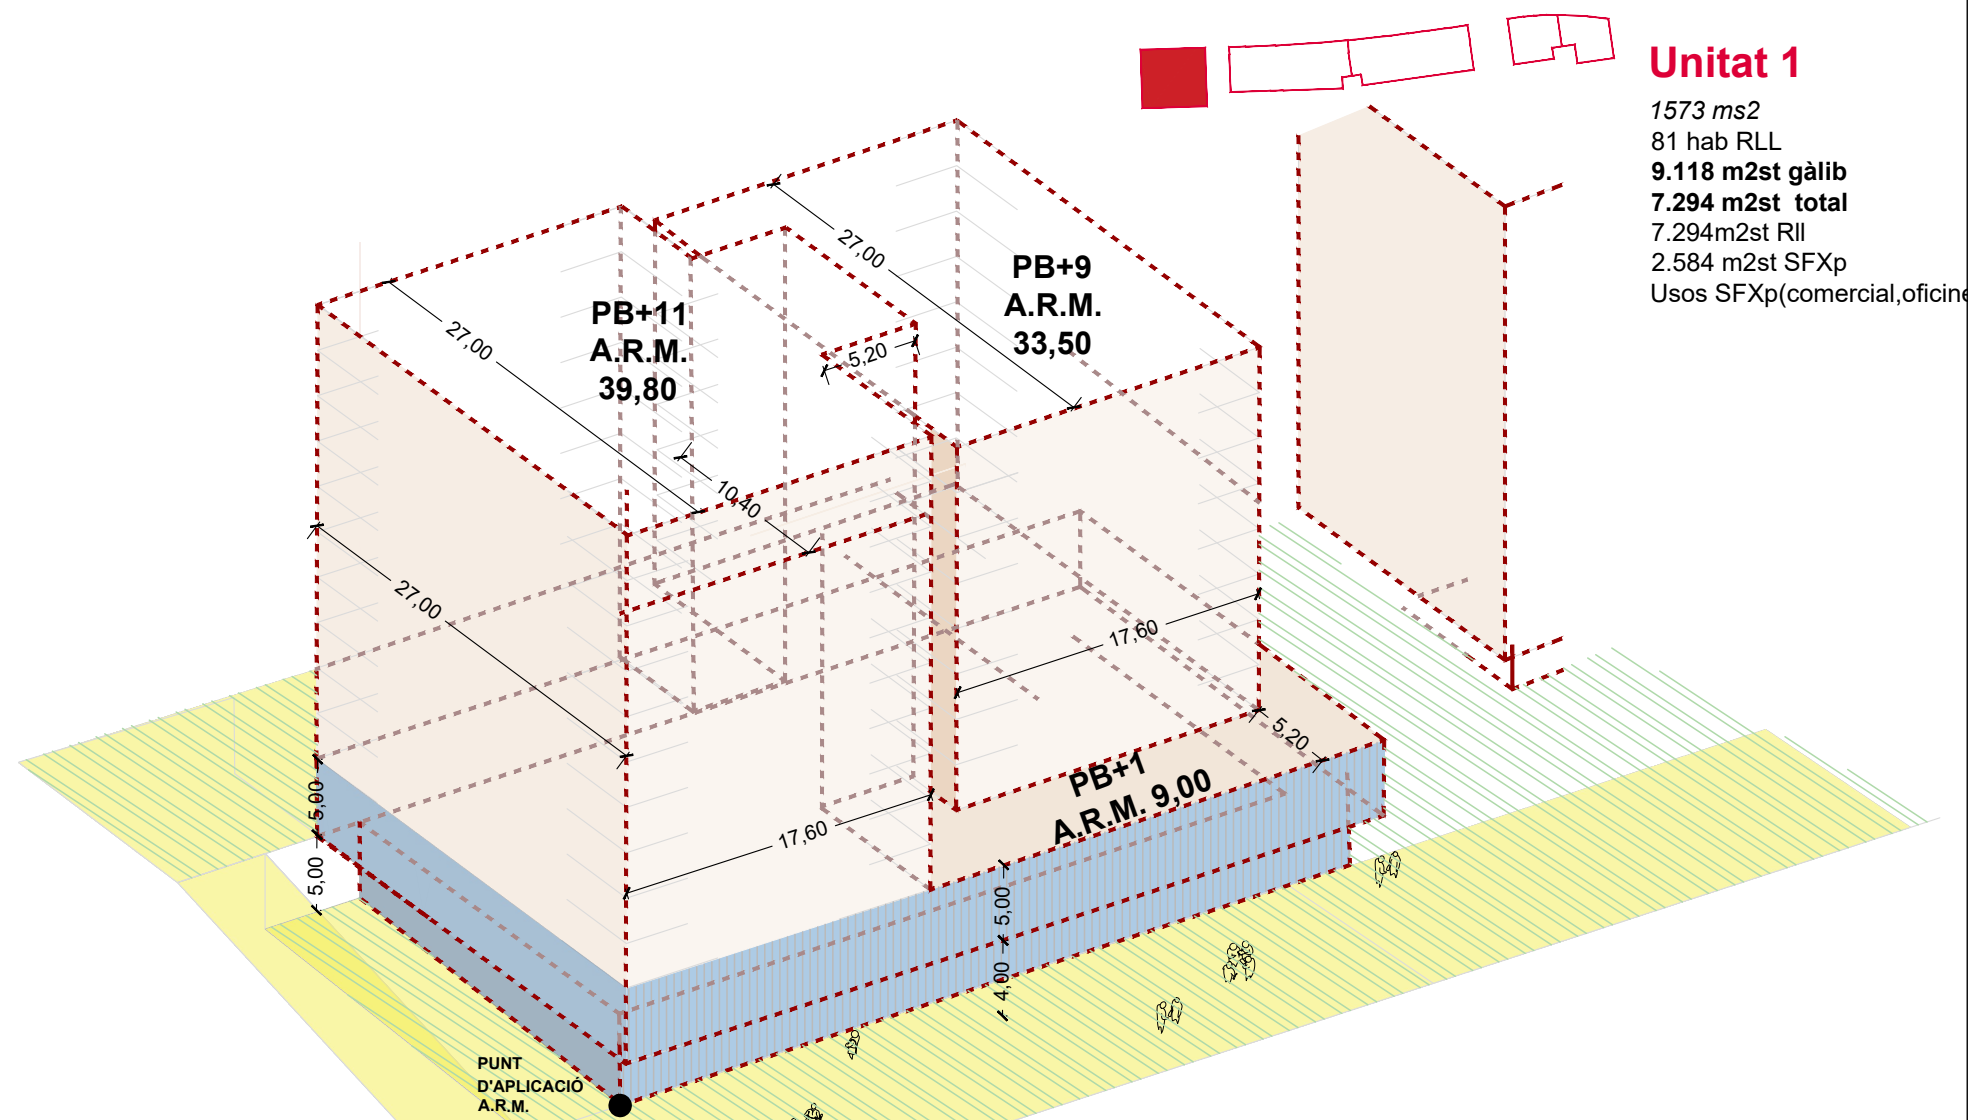 Unitat 1
1573 ms2
81 hab RLL
9.118 m2st gàlib
7.294 m2st total
7.294m2st Rll
2.584 m2st SFXp
Usos SFXp(comercial,oficine
27,00
PB+9
A.R.M.
33,50
PB+11
A.R.M.
39,80
27,00
5,20
10,40
27,00
17,60
5,20
PB+1
A.R.M. 9,00
5,00
17,60
5,00
5,00
4,00
PUNT
D'APLICACIÓ
A.R.M.